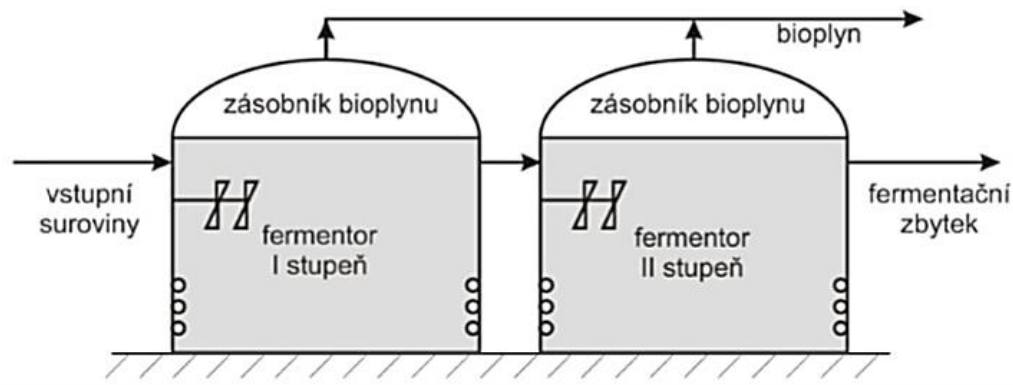 bioplyn
zásobník bioplynu
zásobník bioplynu
vstupní
suroviny
fermentor
I stupeň
fermentor
II stupeň
fermentační
zbytek